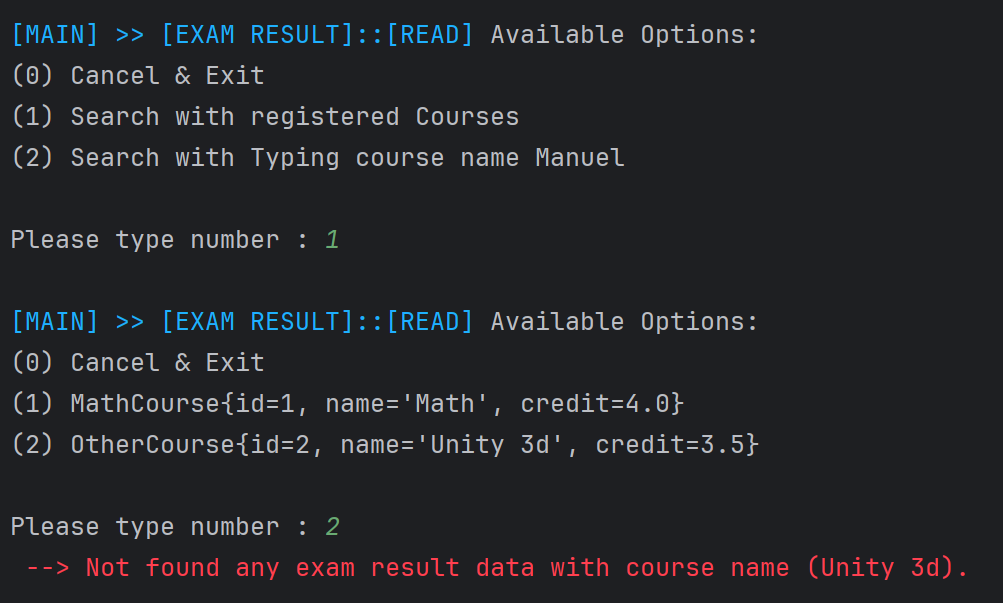 [MAIN] >> [EXAM RESULT]::[READ] Available Options:
(0) Cancel & Exit
(1) Search with registered Courses
(2) Search with Typing course name Manuel
Please type number : 1
[MAIN] >> [EXAM RESULT]::[READ] Available Options:
(0) Cancel & Exit
(1) MathCourse{id=1, name='Math', credit=4.0}
(2) OtherCourse{id=2, name='Unity 3d', credit=3.5}
Please type number : 2
--> Not found any exam result data with course name (Unity 3d).